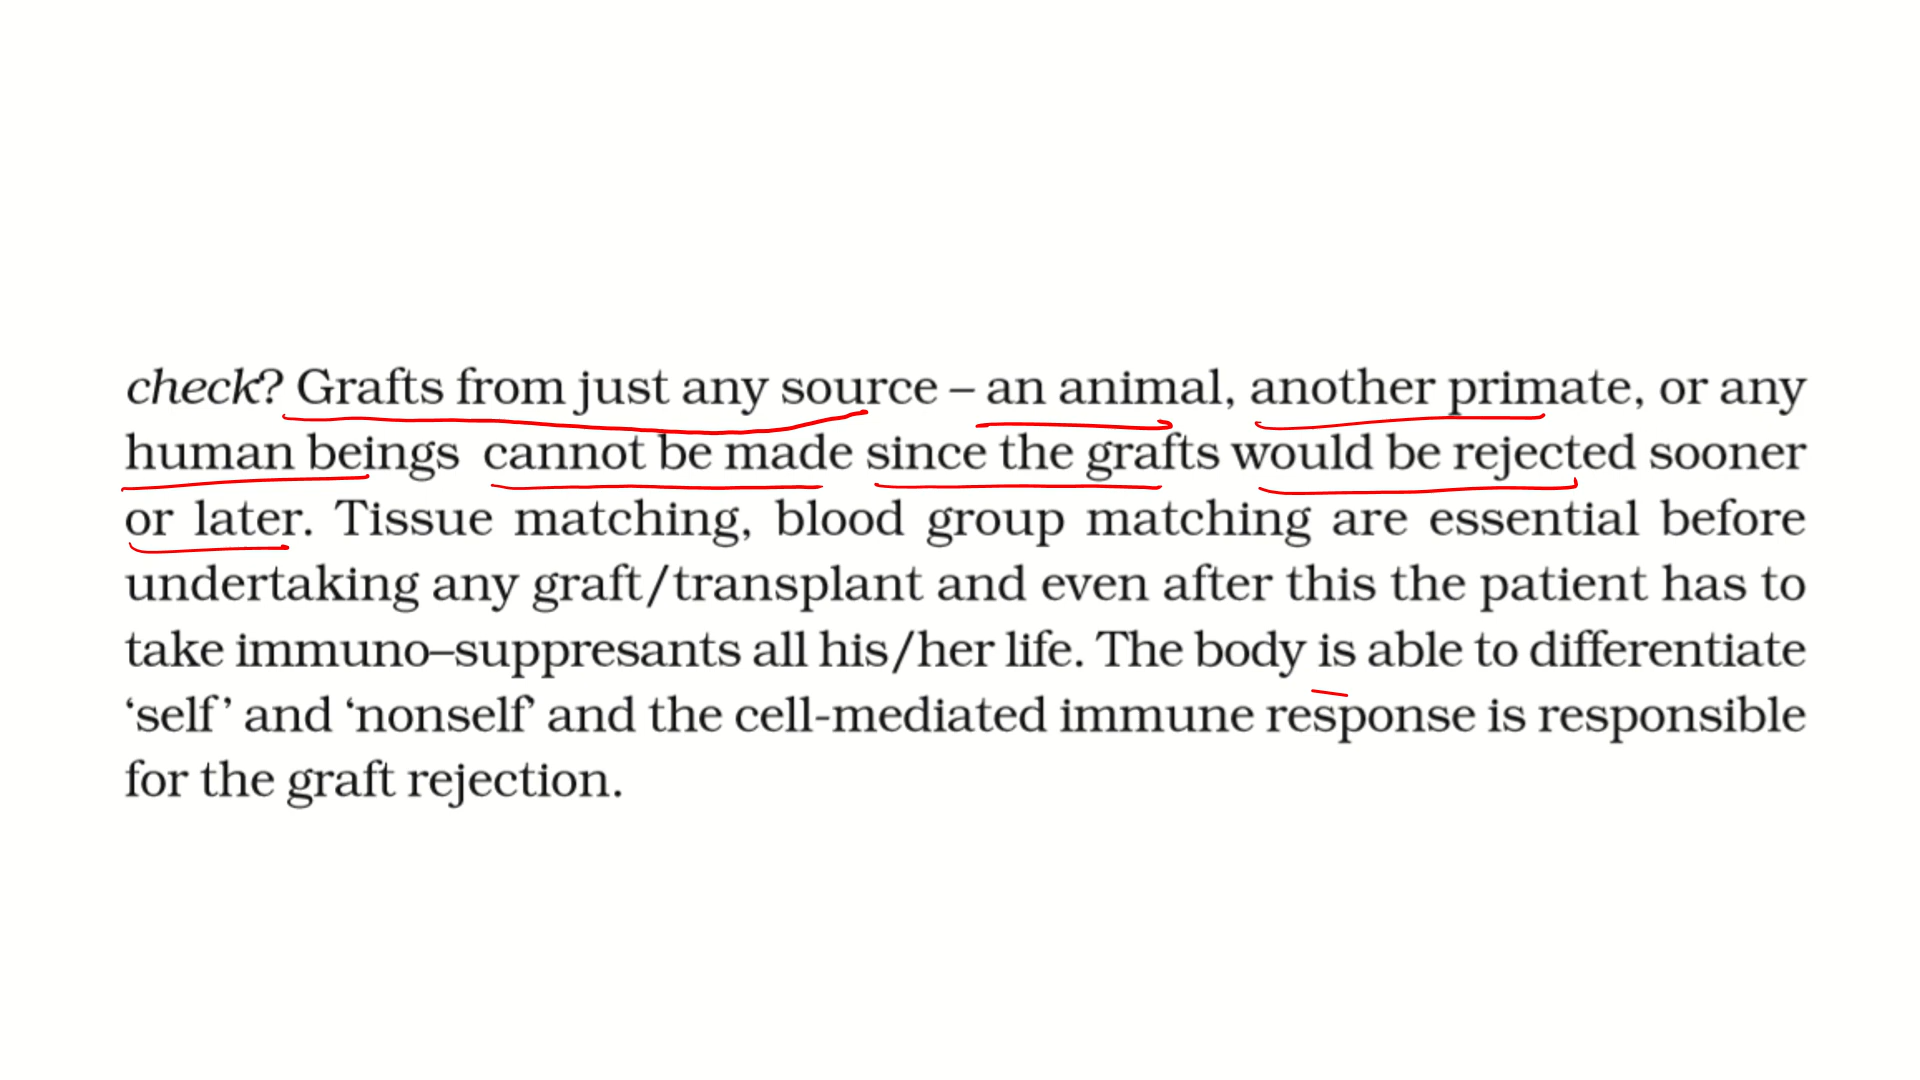 check? Grafts from just any source – an animal, another primate, or any
human beings cannot be made since the grafts would be rejected sooner
or later. Tissue matching, blood group matching are essential before
undertaking any graft/transplant and even after this the patient has to
take immuno–suppresants all his/her life. The body is able to differentiate
‘self’ and ‘nonself’ and the cell-mediated immune response is responsible
for the graft rejection.